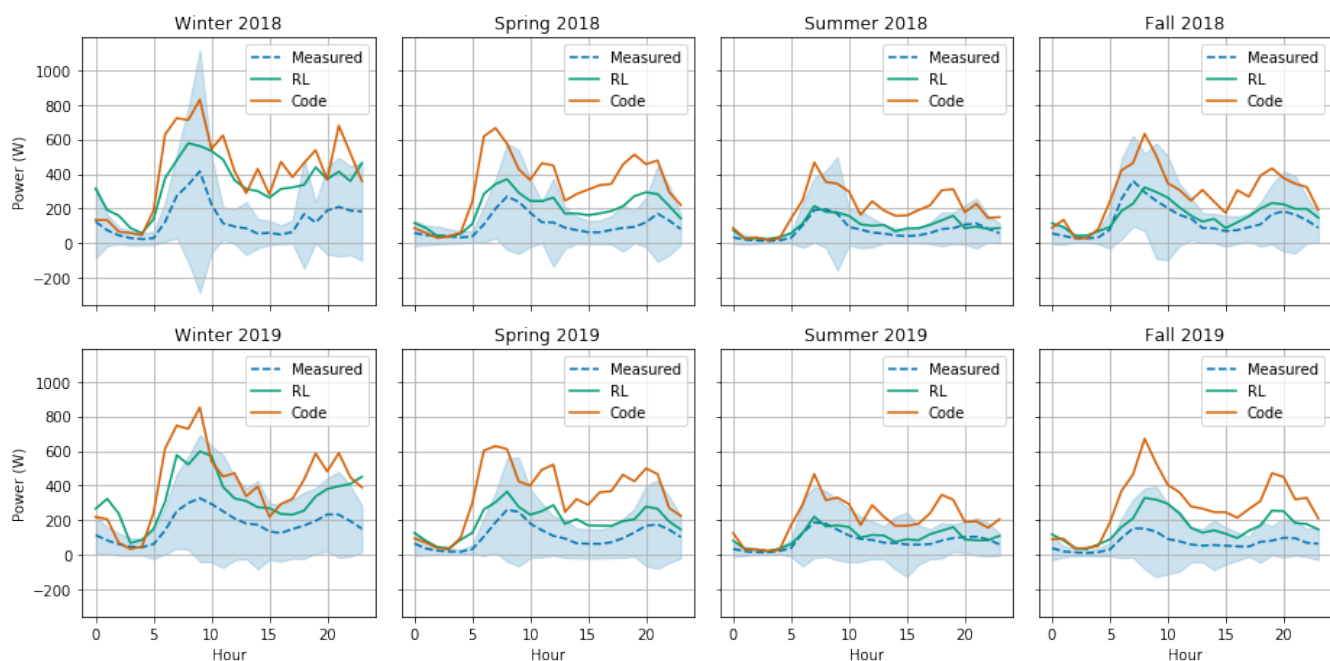 Winter 2018
Spring 2018
Summer 2018
Fall 2018
Measured
RL
Code
Measured
RL
Code
Measured
RL
Code
Measured
RL
Code
Power (W)
1000
800
600
400
200
0
−200
Winter 2019
Spring 2019
Summer 2019
Fall 2019
Measured
RL
Code
Measured
RL
Code
Measured
RL
Code
Measured
RL
Code
Power (W)
1000
800
600
400
200
0
−200
0 5 10 15 20
0 5 10 15 20
0 5 10 15 20
0 5 10 15 20
Hour
Hour
Hour
Hour